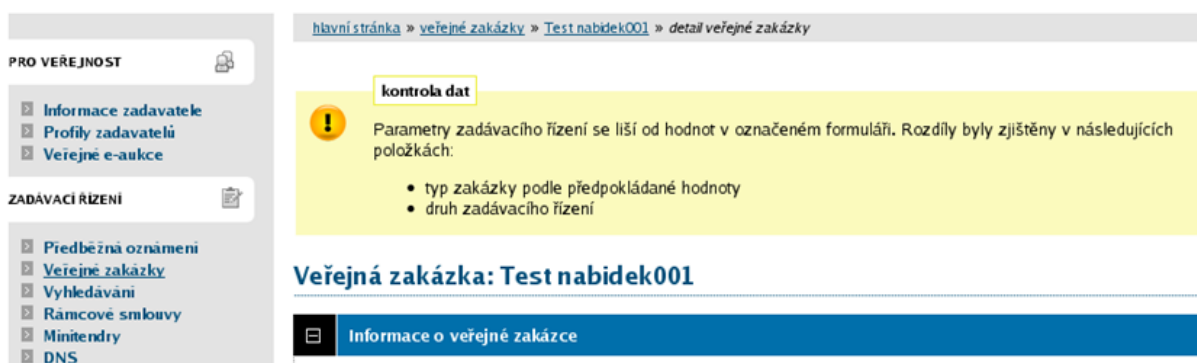 hlavní stránka » veřejné zakázky » Test nabidek001 » detail veřejné zakázky
PRO VEŘEJNOST
Informace zadavatele
Profily zadavatelů
Veřejné e-aukce
ZADÁVACÍ ŘÍZENÍ
Předběžná oznámení
Veřejné zakázky
Vyhledávání
Rámcové smlouvy
Minitendry
DNS
kontrola dat
Parametry zadávacího řízení se liší od hodnot v označeném formuláři. Rozdíly byly zjištěny v následujících
položkách:
• typ zakázky podle předpokládané hodnoty
• druh zadávacího řízení
Veřejná zakázka: Test nabidek001
Informace o veřejné zakázce